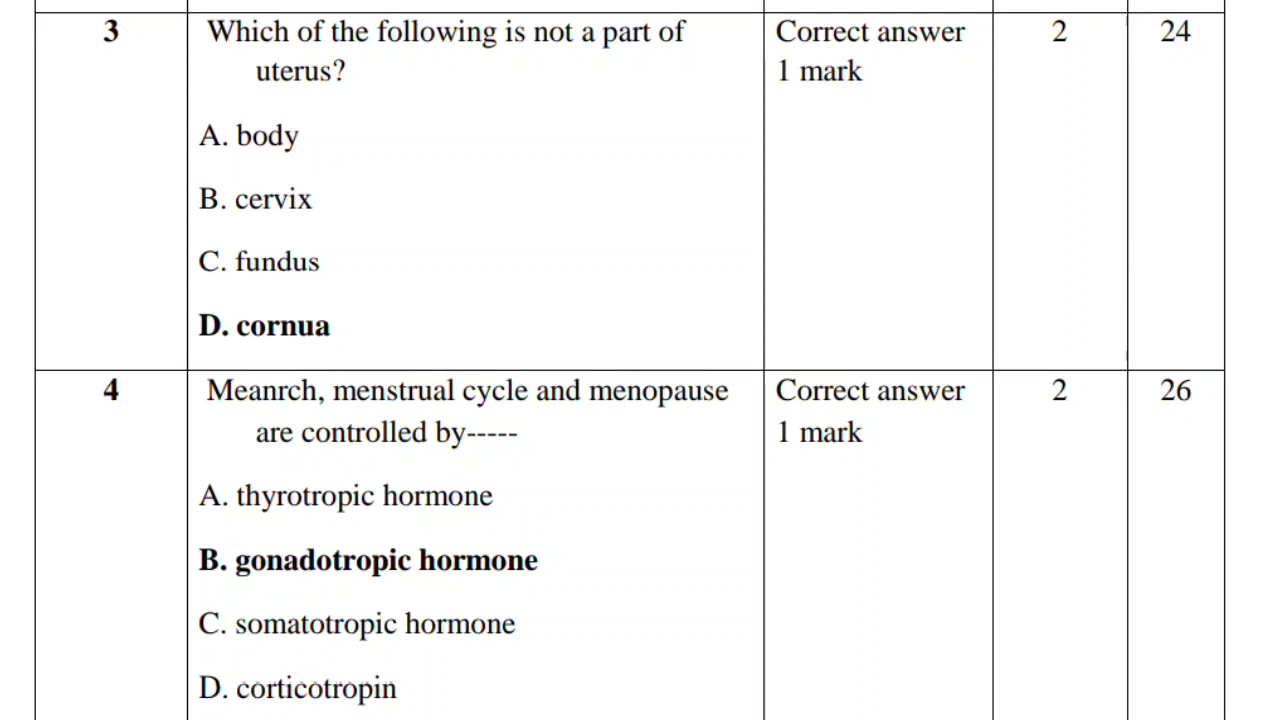 3 Which of the following is not a part of Correct answer 2 24
uterus? 1 mark
A. body
B. cervix
C. fundus
D. cornua
4 Meanrch, menstrual cycle and menopause Correct answer 2 26
are controlled by----- 1 mark
A. thyrotropic hormone
B. gonadotropic hormone
C. somatotropic hormone
D. corticotropin